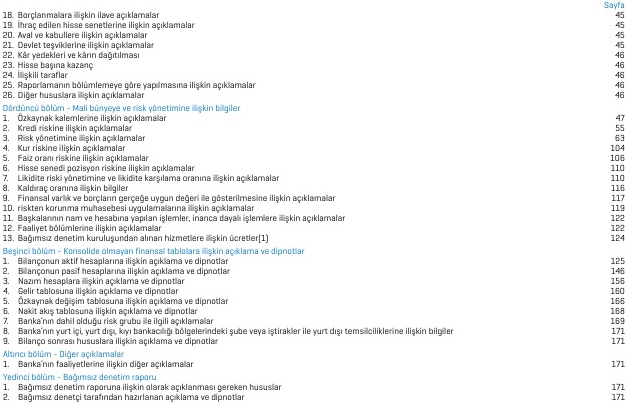 Sayfa
18. Borçlanmalara ilişkin ilave açıklamalar 45
19. İhraç edilen hisse senetlerine ilişkin açıklamalar 45
20. Aval ve kabullere ilişkin açıklamalar 45
21. Devlet teşviklerine ilişkin açıklamalar 45
22. Kâr yedekleri ve kârın dağıtılması 46
23. Hisse başına kazanç 46
24. İlişkili taraflar 46
25. Raporlamanın bölümlemeye göre yapılmasına ilişkin açıklamalar 46
26. Diğer hususlara ilişkin açıklamalar 46
Dördüncü bölüm - Mali bünyeye ve risk yönetimine ilişkin bilgiler
1. Özkaynak kalemlerine ilişkin açıklamalar 47
2. Kredi riskine ilişkin açıklamalar 55
3. Risk yönetimine ilişkin açıklamalar 63
4. Kur riskine ilişkin açıklamalar 104
5. Faiz oranı riskine ilişkin açıklamalar 106
6. Hisse senedi pozisyon riskine ilişkin açıklamalar 110
7. Likidite riski yönetimine ve likidite karşılama oranına ilişkin açıklamalar 110
8. Kaldıraç oranına ilişkin bilgiler 116
9. Finansal varlık ve borçların gerçeğe uygun değeri ile gösterilmesine ilişkin açıklamalar 117
10. riskten korunma muhasebesi uygulamalarına ilişkin açıklamalar 119
11. Başkalarının nam ve hesabına yapılan işlemler, inanca dayalı işlemlere ilişkin açıklamalar 122
12. Faaliyet bölümlerine ilişkin açıklamalar 122
13. Bağımsız denetim kuruluşundan alınan hizmetlere ilişkin ücretler(1) 124
Beşinci bölüm - Konsolide olmayan finansal tablolara ilişkin açıklama ve dipnotlar
1. Bilançonun aktif hesaplarına ilişkin açıklama ve dipnotlar 125
2. Bilançonun pasif hesaplarına ilişkin açıklama ve dipnotlar 146
3. Nazım hesaplara ilişkin açıklama ve dipnotlar 156
4. Gelir tablosuna ilişkin açıklama ve dipnotlar 160
5. Özkaynak değişim tablosuna ilişkin açıklama ve dipnotlar 166
6. Nakit akış tablosuna ilişkin açıklama ve dipnotlar 168
7. Banka'nın dahil olduğu risk grubu ile ilgili açıklamalar 169
8. Banka'nın yurt içi, yurt dışı, kıyı bankacılığı bölgelerindeki şube veya iştirakler ile yurt dışı temsilciliklerine ilişkin bilgiler 171
9. Bilanço sonrası hususlara ilişkin açıklama ve dipnotlar 171
Altıncı bölüm - Diğer açıklamalar
1. Banka'nın faaliyetlerine ilişkin diğer açıklamalar 171
Yedinci bölüm - Bağımsız denetim raporu
1. Bağımsız denetim raporuna ilişkin olarak açıklanması gereken hususlar 171
2. Bağımsız denetçi tarafından hazırlanan açıklama ve dipnotlar 171